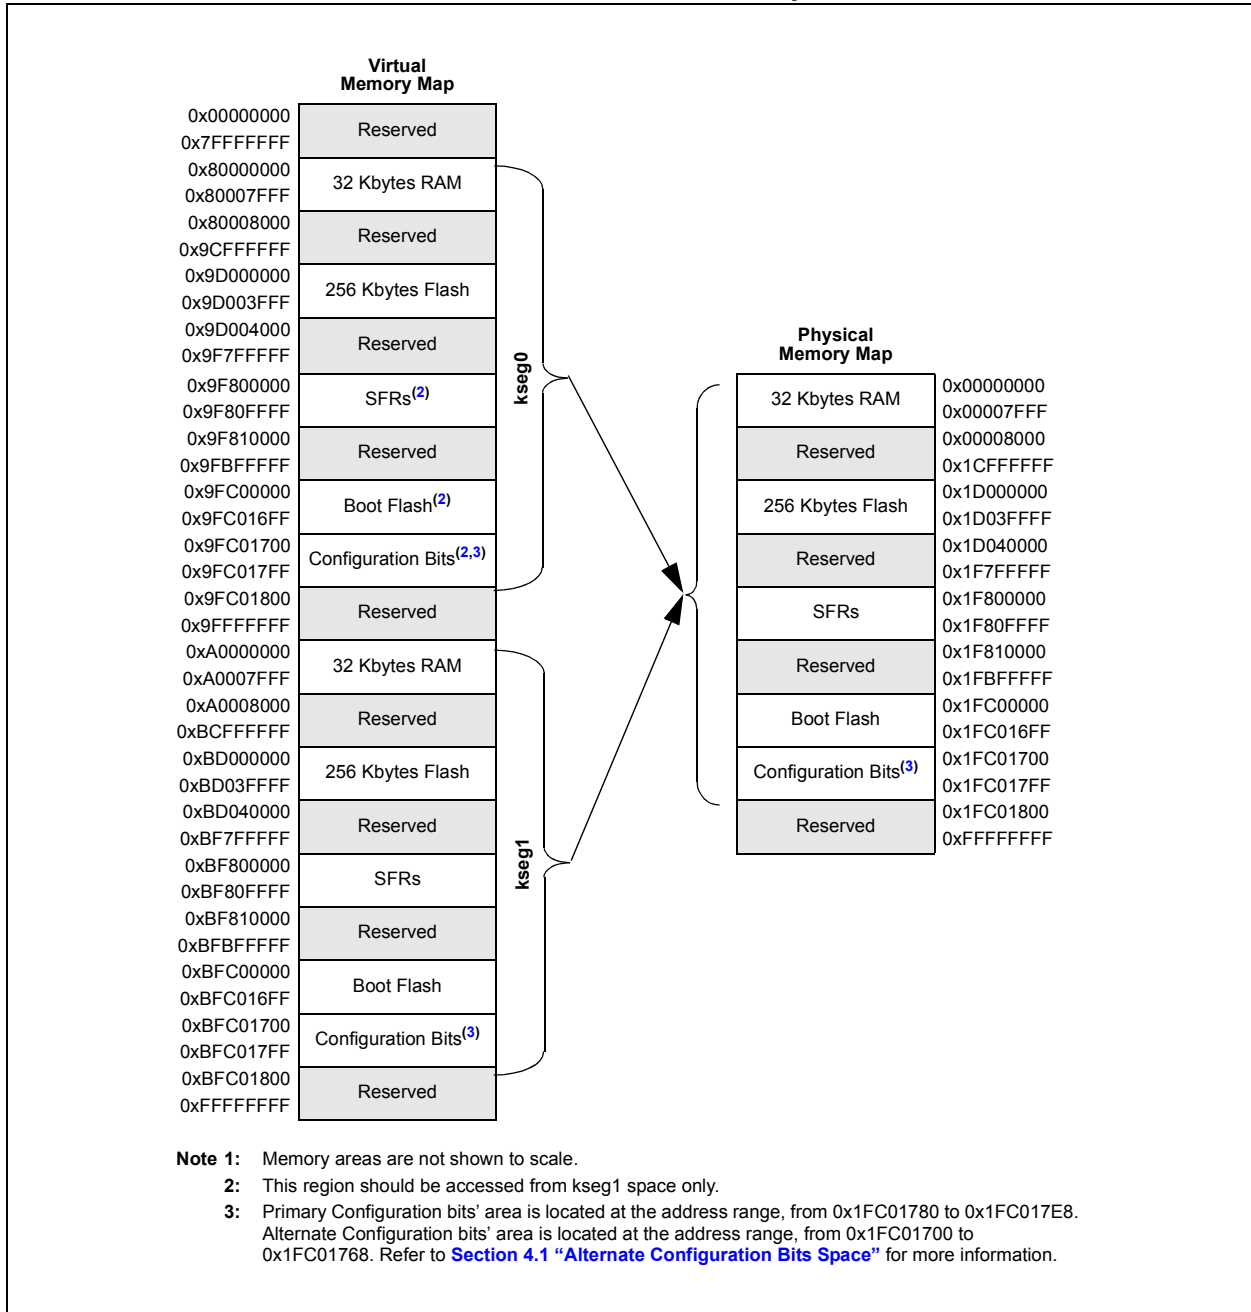 Virtual
Memory Map
0x00000000
Reserved
0x7FFFFFFF
0x80000000
32 Kbytes RAM
0x80007FFF
0x80008000
Reserved
0x9CFFFFFF
0x9D000000
256 Kbytes Flash
0x9D003FFF
0x9D004000
Reserved
0x9F7FFFFF
0x9F800000
SFRs(2)
0x9F80FFFF
0x9F810000
Reserved
0x9FBFFFFF
0x9FC00000
Boot Flash(2)
0x9FC016FF
0x9FC01700
Configuration Bits(2,3)
0x9FC017FF
0x9FC01800
Reserved
0x9FFFFFFF
kseg0
0xA0000000
32 Kbytes RAM
0xA0007FFF
0xA0008000
Reserved
0xBCFFFFFF
0xBD000000
256 Kbytes Flash
0xBD03FFFF
0xBD040000
Reserved
0xBF7FFFFF
0xBF800000
SFRs
0xBF80FFFF
0xBF810000
Reserved
0xBFBFFFFF
0xBFC00000
Boot Flash
0xBFC016FF
0xBFC01700
Configuration Bits(3)
0xBFC017FF
0xBFC01800
Reserved
0xFFFFFFFF
kseg1
Physical
Memory Map
32 Kbytes RAM
0x00000000
0x00007FFF
Reserved
0x00008000
0x1CFFFFFF
256 Kbytes Flash
0x1D000000
0x1D03FFFF
Reserved
0x1D040000
0x1F7FFFFF
SFRs
0x1F800000
0x1F80FFFF
Reserved
0x1F810000
0x1FBFFFFF
Boot Flash
0x1FC00000
0x1FC016FF
Configuration Bits(3)
0x1FC01700
0x1FC017FF
Reserved
0x1FC01800
0xFFFFFFFF
Note 1: Memory areas are not shown to scale.
2: This region should be accessed from kseg1 space only.
3: Primary Configuration bits’ area is located at the address range, from 0x1FC01780 to 0x1FC017E8.
Alternate Configuration bits’ area is located at the address range, from 0x1FC01700 to
0x1FC01768. Refer to Section 4.1 “Alternate Configuration Bits Space” for more information.